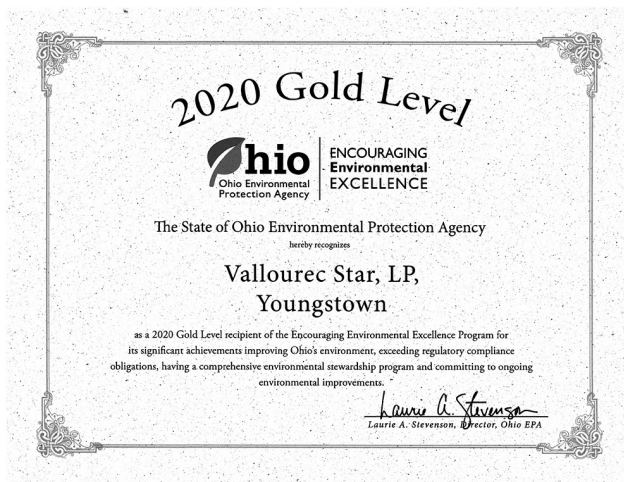 2020 Gold Level
Ohio
Ohio Environmental
Protection Agency
ENCOURAGING
Environmental
EXCELLENCE
The State of Ohio Environmental Protection Agency
hereby recognizes
Vallourec Star, LP,
Youngstown
as a 2020 Gold Level recipient of the Encouraging Environmental Excellence Program for
its significant achievements improving Ohio's environment, exceeding regulatory compliance
obligations, having a comprehensive environmental stewardship program and committing to ongoing
environmental improvements.
Laurie A. Stevenson
Laurie A. Stevenson, Director, Ohio EPA